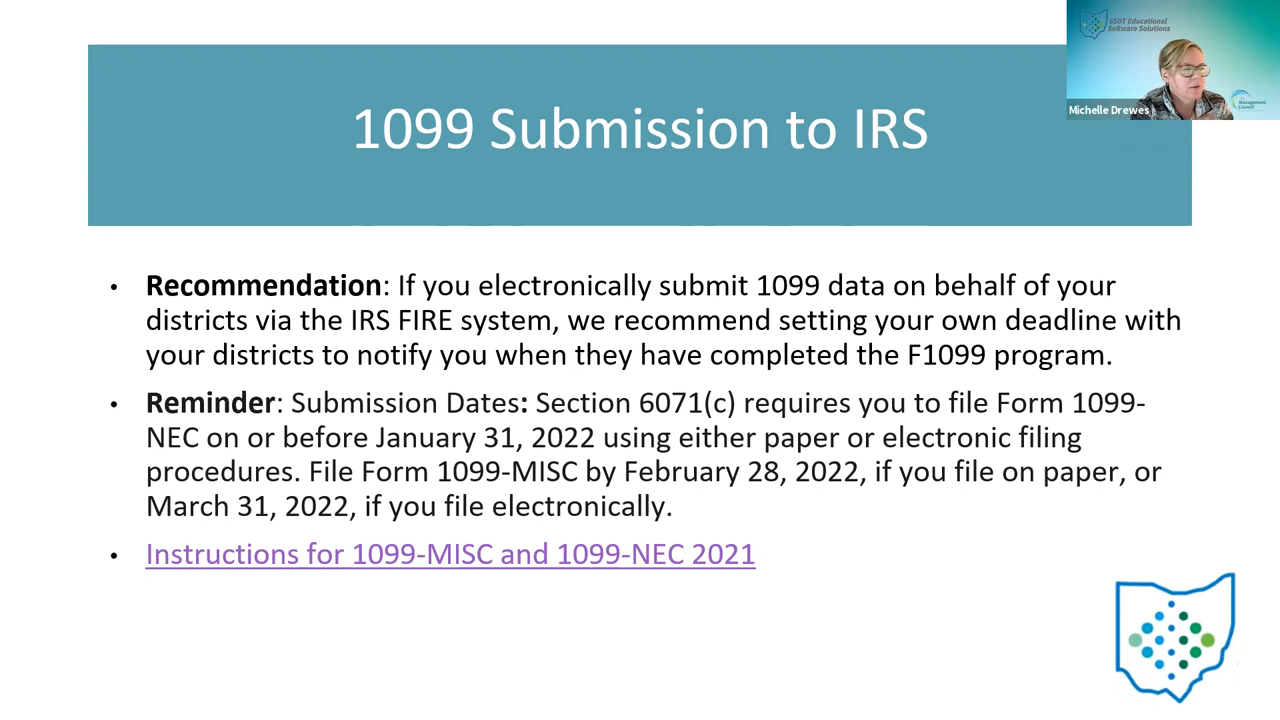 SSDT Educational
Software Solutions
Management
Council
Michelle Drewes
1099 Submission to IRS
• Recommendation: If you electronically submit 1099 data on behalf of your
districts via the IRS FIRE system, we recommend setting your own deadline with
your districts to notify you when they have completed the F1099 program.
• Reminder: Submission Dates: Section 6071(c) requires you to file Form 1099-
NEC on or before January 31, 2022 using either paper or electronic filing
procedures. File Form 1099-MISC by February 28, 2022, if you file on paper, or
March 31, 2022, if you file electronically.
• Instructions for 1099-MISC and 1099-NEC 2021